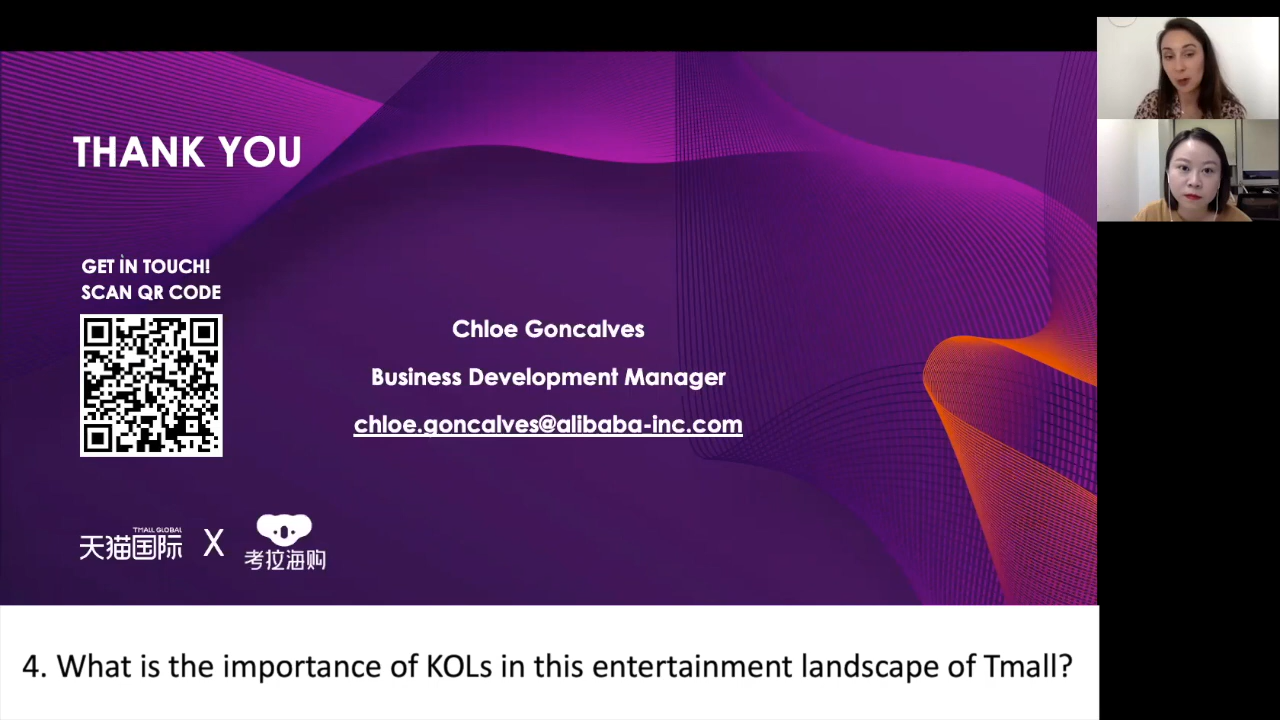 THANK YOU
GET IN TOUCH!
SCAN QR CODE
Chloe Goncalves
Business Development Manager
chloe.goncalves@alibaba-inc.com
TMALL GLOBAL
天猫国际 X 考拉海购
4. What is the importance of KOLs in this entertainment landscape of Tmall?